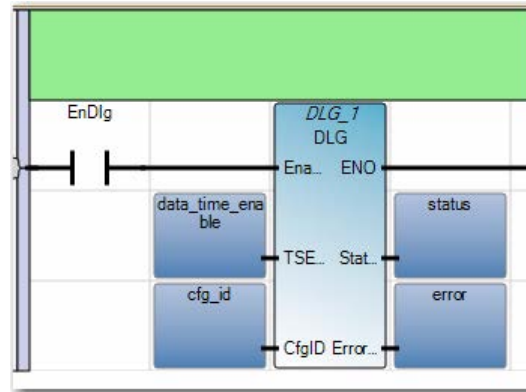 EnDlg
DLG_1
DLG
Ena... ENO
data_time_ena
ble
status
TSE... Stat...
cfg_id
error
CfgID Error...